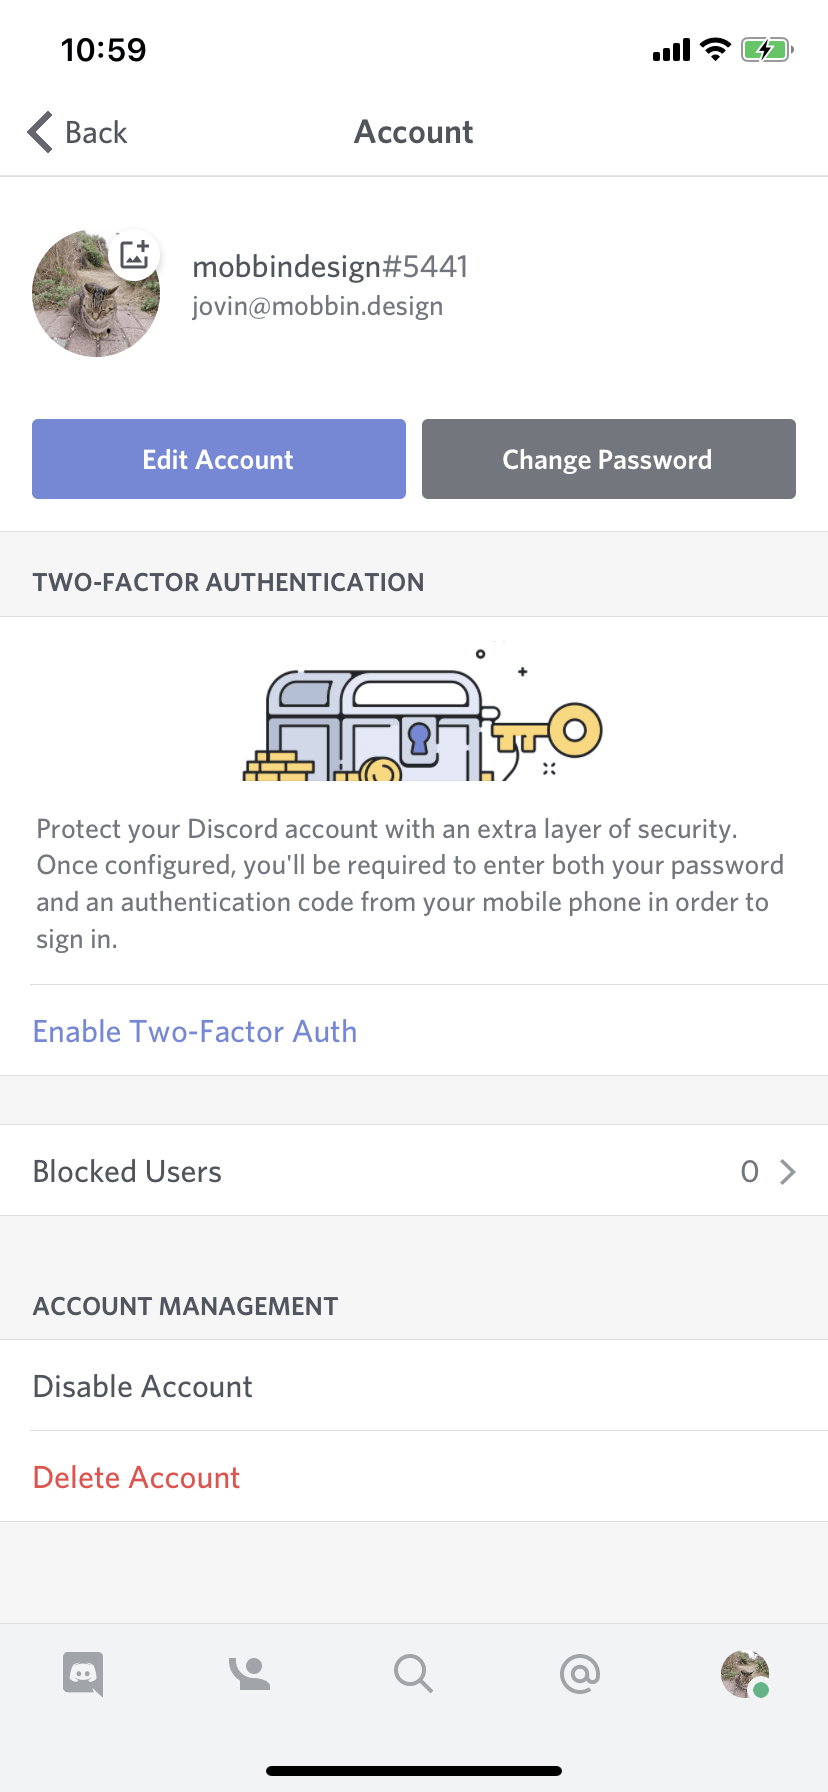 10:59
Back
Account
mobbindesign#5441
jovin@mobbin.design
Edit Account
Change Password
TWO-FACTOR AUTHENTICATION
Protect your Discord account with an extra layer of security.
Once configured, you'll be required to enter both your password
and an authentication code from your mobile phone in order to
sign in.
Enable Two-Factor Auth
Blocked Users 0
ACCOUNT MANAGEMENT
Disable Account
Delete Account